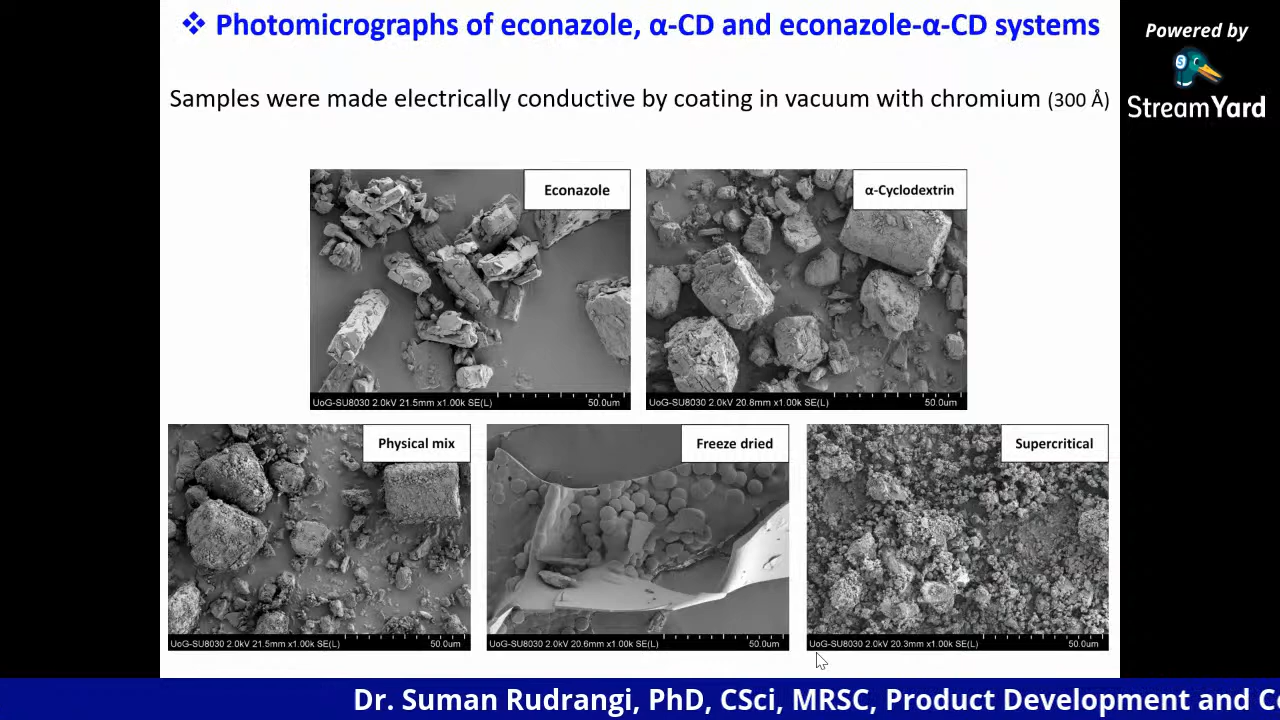 ❖ Photomicrographs of econazole, α-CD and econazole-α-CD systems
Powered by
StreamYard
Samples were made electrically conductive by coating in vacuum with chromium (300 Å)
Econazole
UoG-SU8030 2.0kV 21.5mm x1.00k SE(L) 50.0um
α-Cyclodextrin
UoG-SU8030 2.0kV 20.8mm x1.00k SE(L) 50.0um
Physical mix
UoG-SU8030 2.0kV 21.5mm x1.00k SE(L) 50.0um
Freeze dried
UoG-SU8030 2.0kV 20.6mm x1.00k SE(L) 50.0um
Supercritical
UoG-SU8030 2.0kV 20.3mm x1.00k SE(L) 50.0um
Dr. Suman Rudrangi, PhD, CSci, MRSC, Product Development and